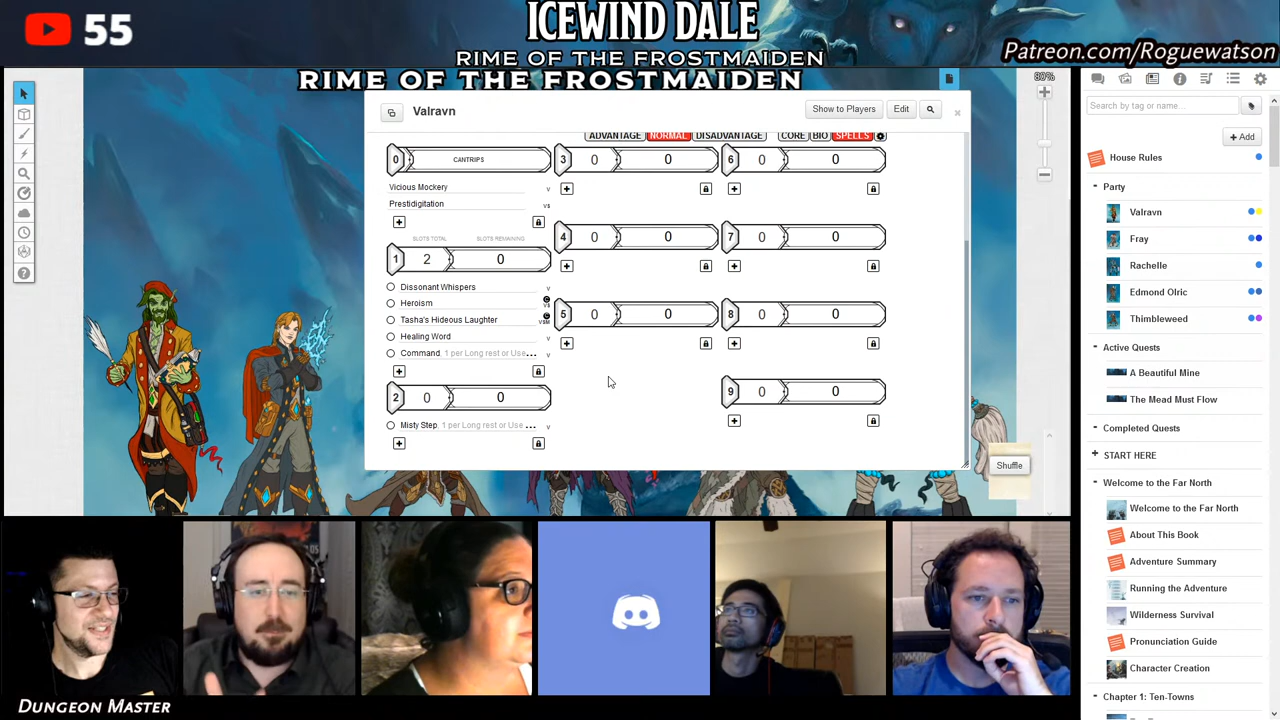 55
ICEWIND DALE
RIME OF THE FROSTMAIDEN
RIME OF THE FROSTMAIDEN
Patreon.com/Roguewatson
80%
Valravn
Show to Players
Edit
ADVANTAGE NORMAL DISADVANTAGE CORE BIO SPELLS
0 CANTRIPS
Vicious Mockery V
Prestidigitation VS
SLOTS TOTAL SLOTS REMAINING
1 2 0
Dissonant Whispers V
Heroism C VS
Tasha's Hideous Laughter C VSM
Healing Word V
Command, 1 per Long rest or Use... V
2 0 0
Misty Step, 1 per Long rest or Use ... V
3 0 0
4 0 0
5 0 0
6 0 0
7 0 0
8 0 0
9 0 0
Shuffle
Search by tag or name...
+ Add
House Rules
Party
Valravn
Fray
Rachelle
Edmond Olric
Thimbleweed
Active Quests
A Beautiful Mine
The Mead Must Flow
Completed Quests
START HERE
Welcome to the Far North
Welcome to the Far North
About This Book
Adventure Summary
Running the Adventure
Wilderness Survival
Pronunciation Guide
Character Creation
Chapter 1: Ten-Towns
DUNGEON MASTER